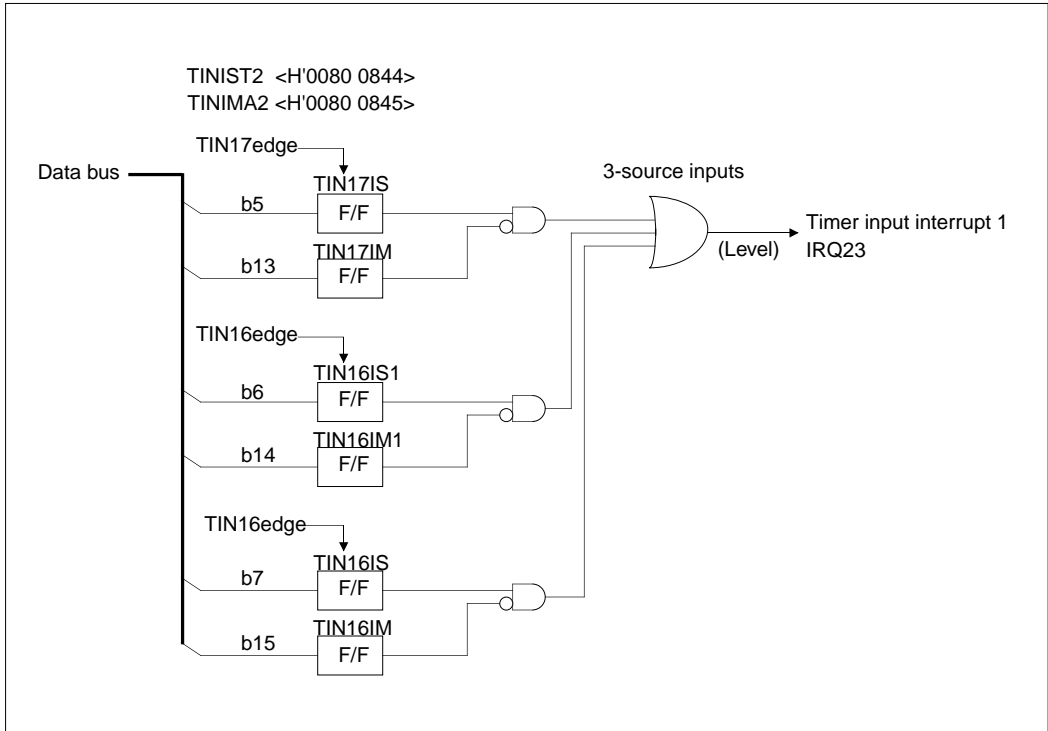 TINIST2 <H'0080 0844>
TINIMA2 <H'0080 0845>
TIN17edge
Data bus
3-source inputs
TIN17IS
b5
F/F
Timer input interrupt 1
(Level)
IRQ23
TIN17IM
b13
F/F
TIN16edge
TIN16IS1
b6
F/F
TIN16IM1
b14
F/F
TIN16edge
TIN16IS
b7
F/F
TIN16IM
b15
F/F